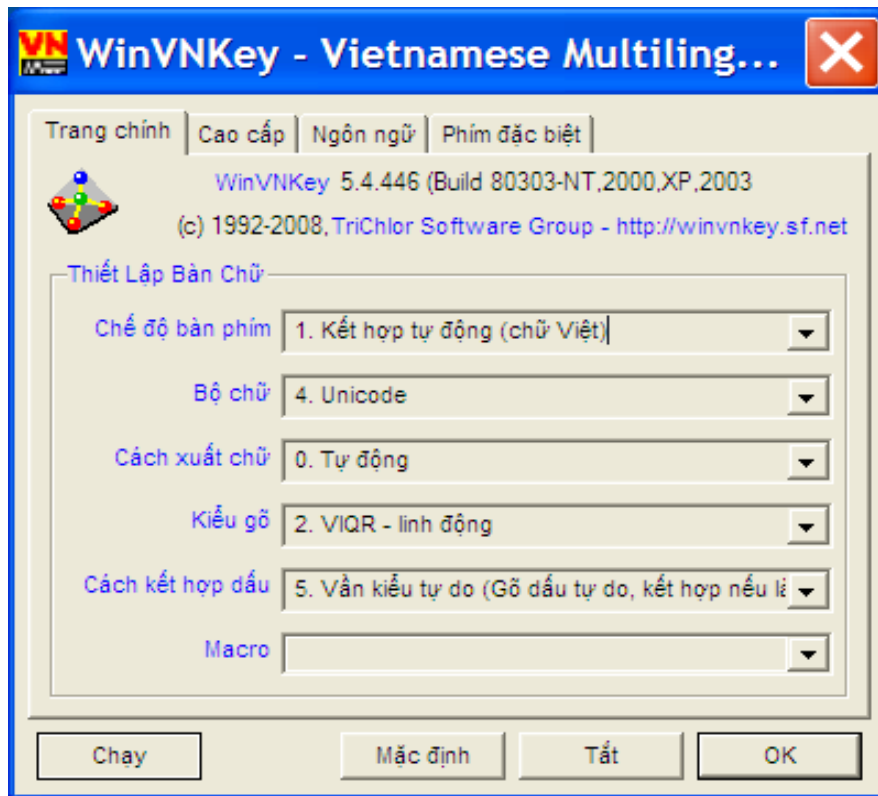 WinVNKey - Vietnamese Multiling...
Trang chính Cao cấp Ngôn ngữ Phím đặc biệt
WinVNKey 5.4.446 (Build 80303-NT,2000,XP,2003
(c) 1992-2008, TriChlor Software Group - http://winvnkey.sf.net
Thiết Lập Bàn Chữ
Chế độ bàn phím 1. Kết hợp tự động (chữ Việt)
Bộ chữ 4. Unicode
Cách xuất chữ 0. Tự động
Kiểu gõ 2. VIQR - linh động
Cách kết hợp dấu 5. Vần kiểu tự do (Gõ dấu tự do, kết hợp nếu
Macro
Chạy Mặc định Tắt OK